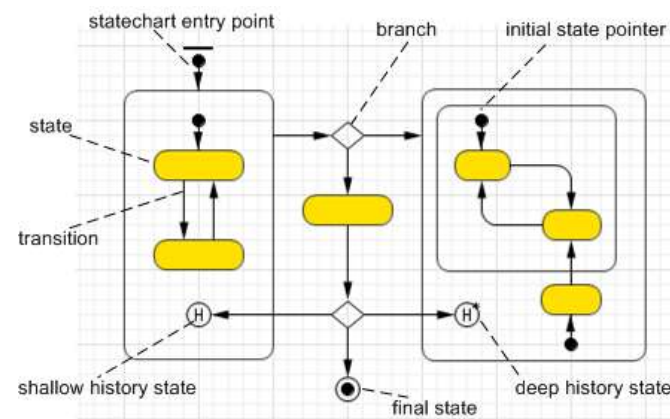 statechart entry point
branch
initial state pointer
state
transition
H
H*
shallow history state
final state
deep history state